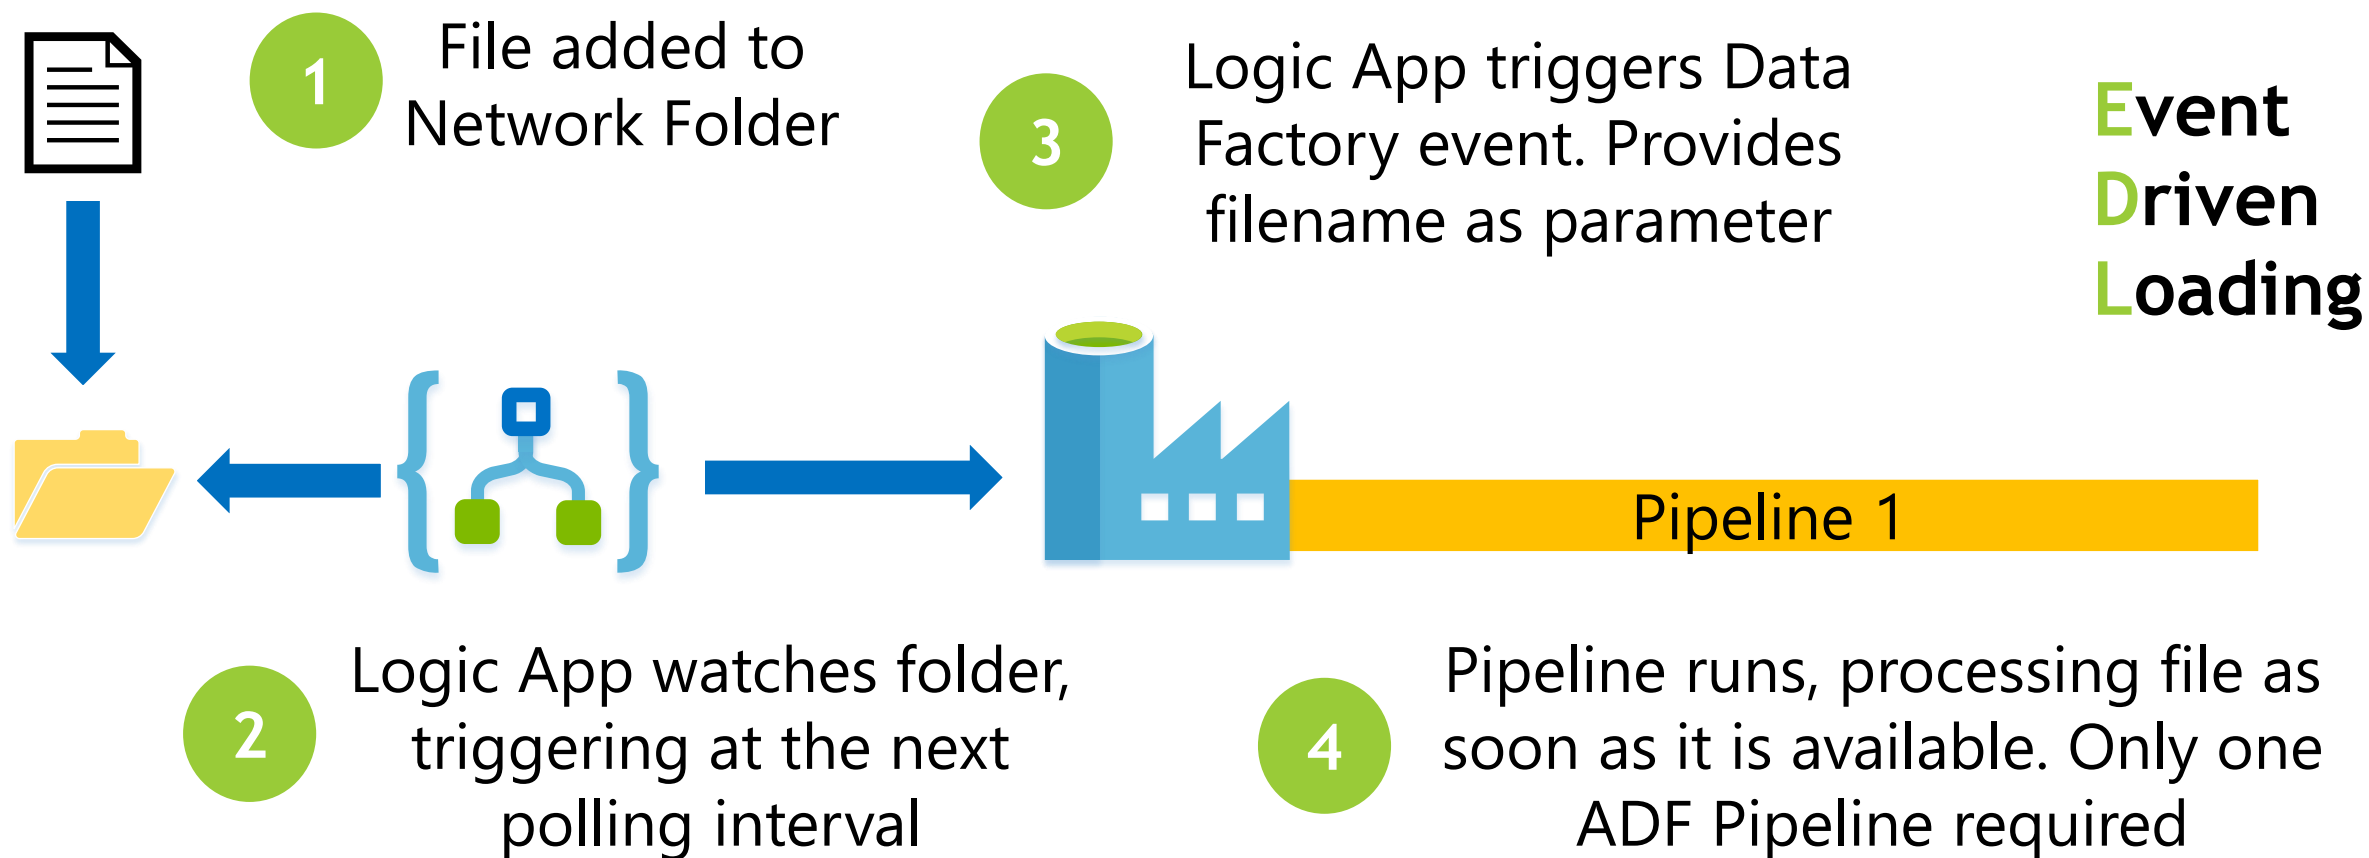 1
File added to
Network Folder
3
Logic App triggers Data
Factory event. Provides
filename as parameter
Event
Driven
Loading
Pipeline 1
2
Logic App watches folder,
triggering at the next
polling interval
4
Pipeline runs, processing file as
soon as it is available. Only one
ADF Pipeline required